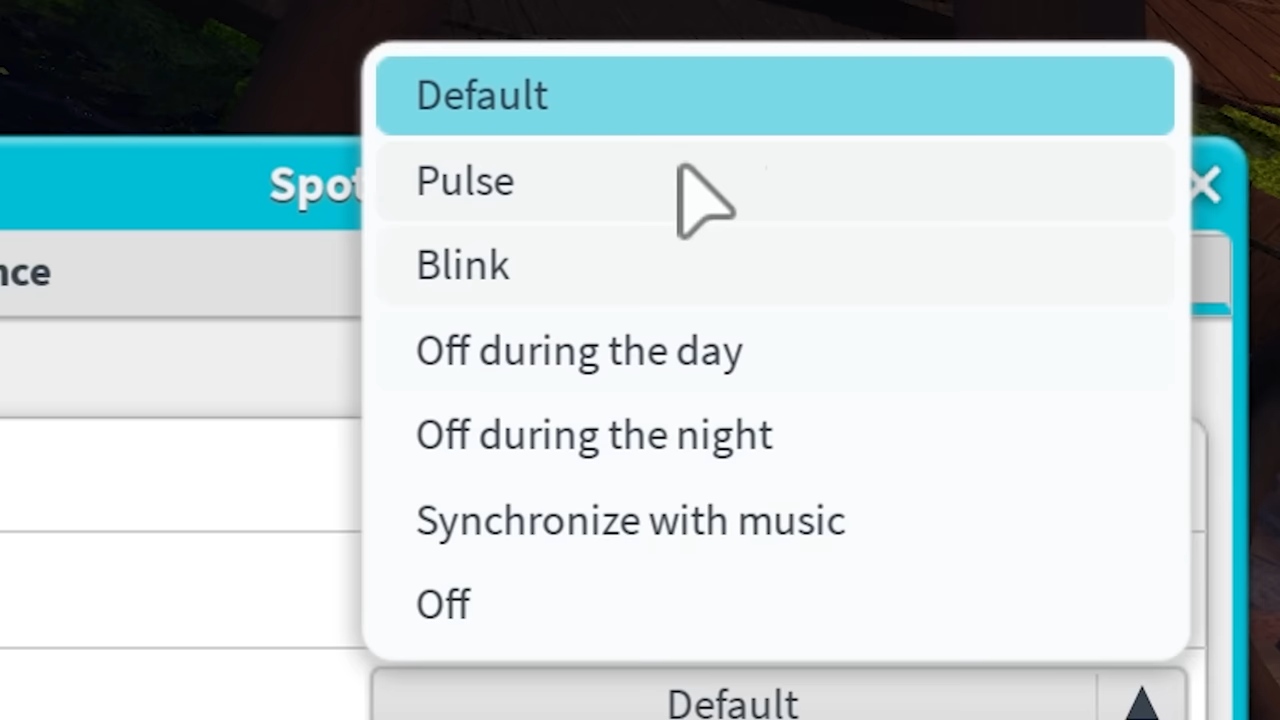 Default
Spot
Pulse
nce
Blink
Off during the day
Off during the night
Synchronize with music
Off
Default